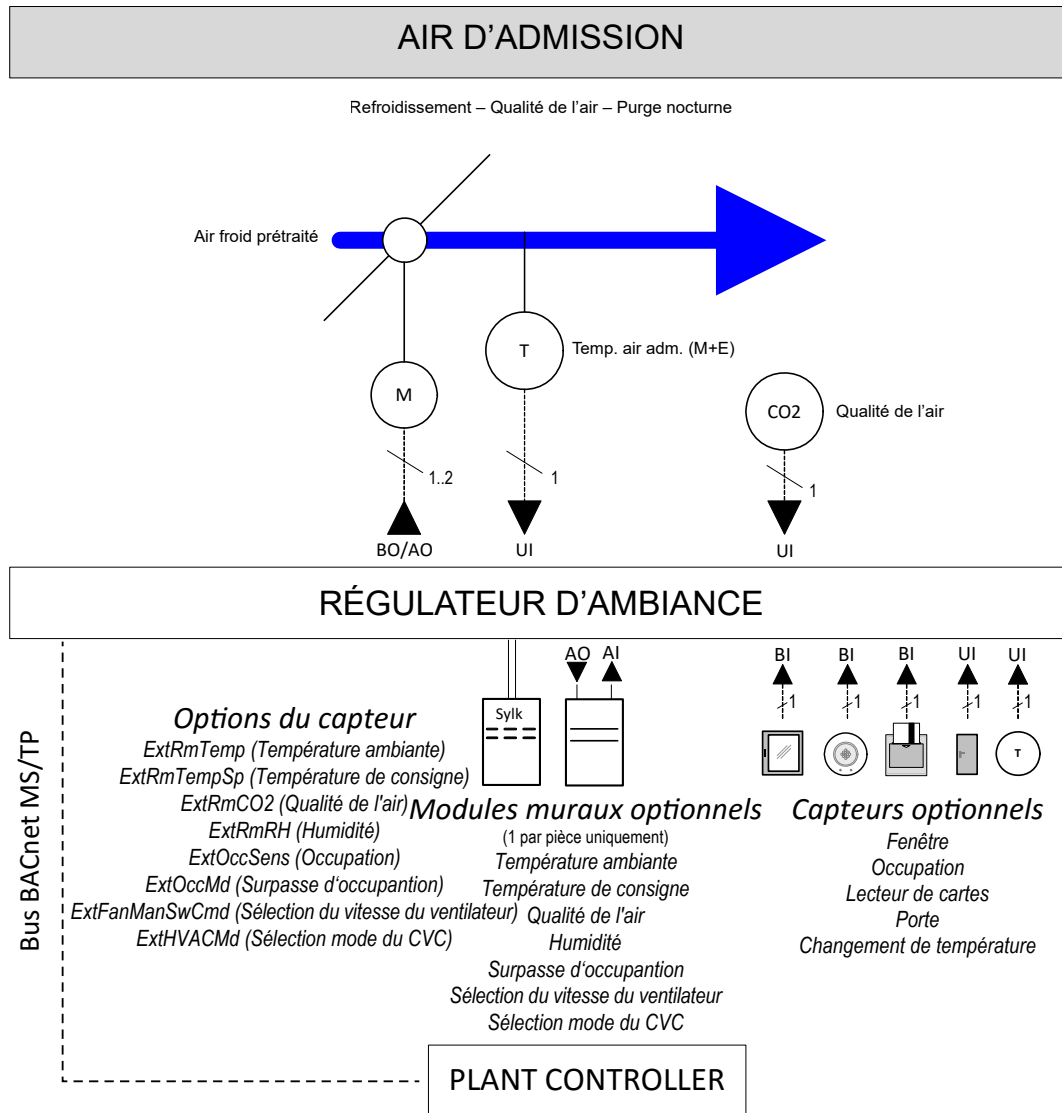 AIR D'ADMISSION
Refroidissement – Qualité de l'air – Purge nocturne
Air froid prétraité
T
Temp. air adm. (M+E)
M
CO2
Qualité de l'air
1..2
1
1
BO/AO
UI
UI
RÉGULATEUR D'AMBIANCE
AO
AI
BI
BI
BI
UI
UI
1
1
1
1
1
Sylk
T
Bus BACnet MS/TP
Options du capteur
ExtRmTemp (Température ambiante)
ExtRmTempSp (Température de consigne)
ExtRmCO2 (Qualité de l'air)
ExtRmRH (Humidité)
ExtOccSens (Occupation)
ExtOccMd (Surpasse d'occupantion)
ExtFanManSwCmd (Sélection du vitesse du ventilateur)
ExtHVACMd (Sélection mode du CVC)
Modules muraux optionnels
(1 par pièce uniquement)
Température ambiante
Température de consigne
Qualité de l'air
Humidité
Surpasse d'occupantion
Sélection du vitesse du ventilateur
Sélection mode du CVC
Capteurs optionnels
Fenêtre
Occupation
Lecteur de cartes
Porte
Changement de température
PLANT CONTROLLER